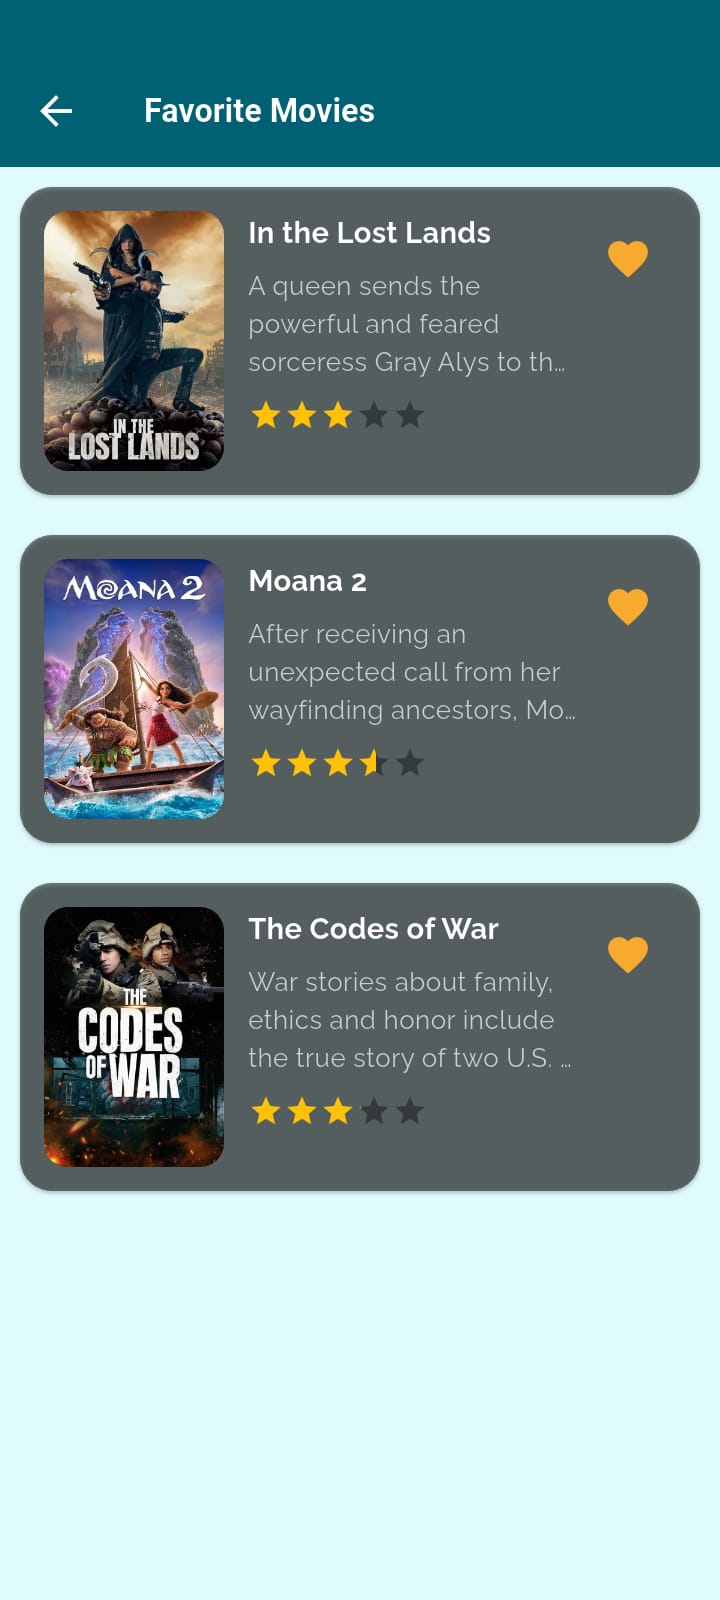 Favorite Movies
In the Lost Lands
A queen sends the
powerful and feared
sorceress Gray Alys to th…
IN THE
LOST LANDS
Moana 2
After receiving an
unexpected call from her
wayfinding ancestors, Mo…
MOANA 2
The Codes of War
War stories about family,
ethics and honor include
the true story of two U.S. …
THE
CODES
OF WAR